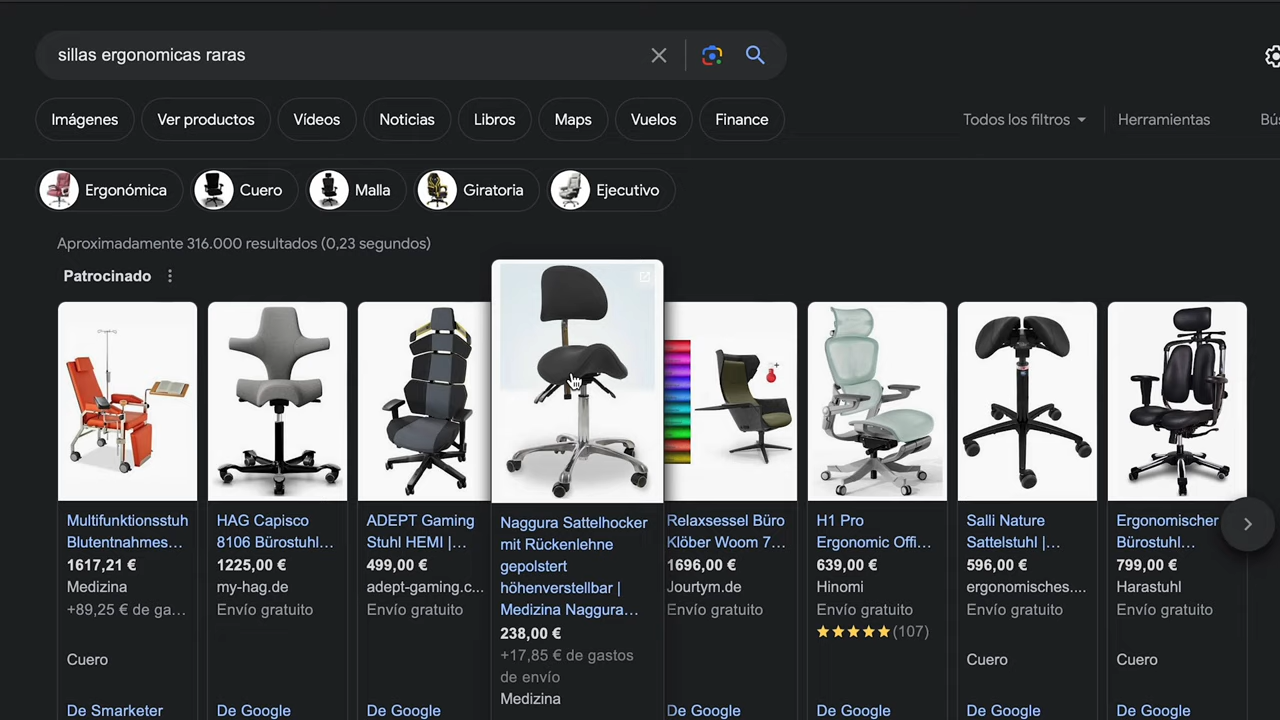 sillas ergonomicas raras
Imágenes
Ver productos
Vídeos
Noticias
Libros
Maps
Vuelos
Finance
Todos los filtros
Herramientas
Bús
Ergonómica
Cuero
Malla
Giratoria
Ejecutivo
Aproximadamente 316.000 resultados (0,23 segundos)
Patrocinado
Multifunktionsstuh
Blutentnahmes...
1617,21 €
Medizina
+89,25 € de ga...
Cuero
De Smarketer
HAG Capisco
8106 Bürostuhl...
1225,00 €
my-hag.de
Envío gratuito
De Google
ADEPT Gaming
Stuhl HEMI |...
499,00 €
adept-gaming.c...
Envío gratuito
De Google
Naggura Sattelhocker
mit Rückenlehne
gepolstert
höhenverstellbar |
Medizina Naggura...
238,00 €
+17,85 € de gastos
de envío
Medizina
Relaxsessel Büro
Klöber Woom 7...
1696,00 €
Jourtym.de
Envío gratuito
De Google
H1 Pro
Ergonomic Offi...
639,00 €
Hinomi
Envío gratuito
(107)
De Google
Salli Nature
Sattelstuhl |...
596,00 €
ergonomisches....
Envío gratuito
Cuero
De Google
Ergonomischer
Bürostuhl...
799,00 €
Harastuhl
Envío gratuito
Cuero
De Google